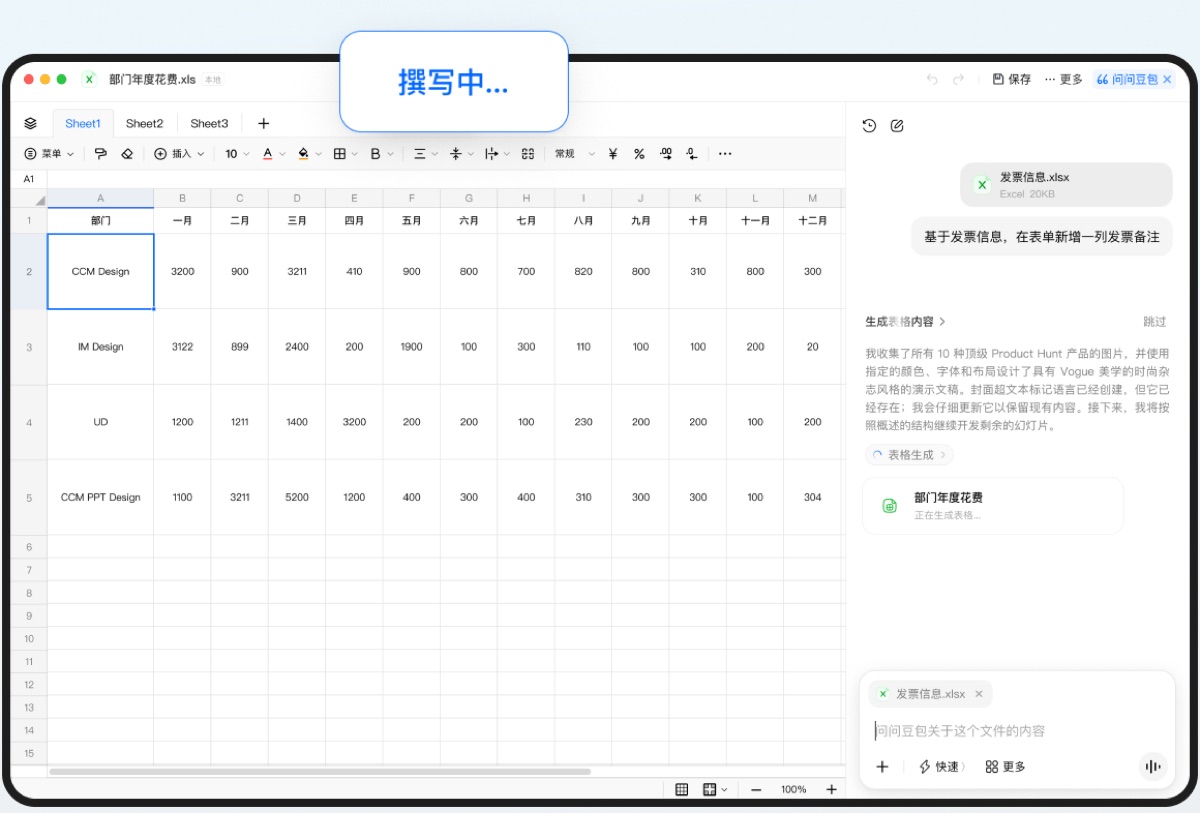 撰写中...
部门年度花费.xls 本地
保存 ··· 更多 问问豆包
Sheet1 Sheet2 Sheet3
菜单 插入 10 A B 常规 ¥ % .00 .0
A1
A B C D E F G H I J K L M
1 部门 一月 二月 三月 四月 五月 六月 七月 八月 九月 十月 十一月 十二月
2 CCM Design 3200 900 3211 410 900 800 700 820 800 310 800 300
3 IM Design 3122 899 2400 200 1900 100 300 110 100 100 200 20
4 UD 1200 1211 1400 3200 200 200 100 230 200 200 100 200
5 CCM PPT Design 1100 3211 5200 1200 400 300 400 310 300 300 100 304
6
7
8
9
10
11
12
13
14
15
100%
发票信息.xlsx
Excel 20KB
基于发票信息，在表单新增一列发票备注
生成表格内容 跳过
我收集了所有 10 种顶级 Product Hunt 产品的图片，并使用
指定的颜色、字体和布局设计了具有 Vogue 美学的时尚杂
志风格的演示文稿。封面超文本标记语言已经创建，但它已
经存在；我会仔细更新它以保留现有内容。接下来，我将按
照概述的结构继续开发剩余的幻灯片。
表格生成
部门年度花费
正在生成表格...
发票信息.xlsx
问问豆包关于这个文件的内容
快速 更多